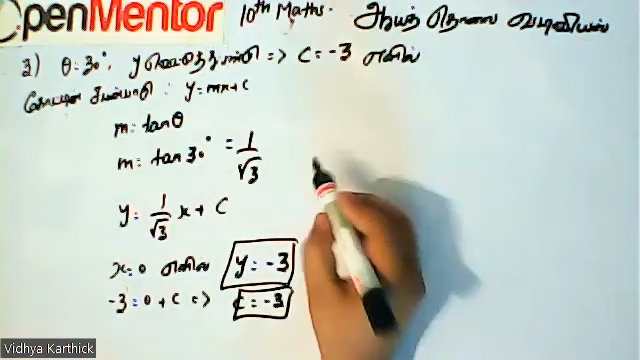 OpenMentor 10th Maths. ஆயத் தொலை வடிவியல்
3) θ = 30°, y வெட்டுத்துண்டு => C = -3 எனில்
கோட்டின் சமன்பாடு : y = mx + c
m = tanθ
m = tan 30° = 1/√3
y = 1/√3 x + C
x = 0 எனில் y = -3
-3 = 0 + C => C = -3
Vidhya Karthick